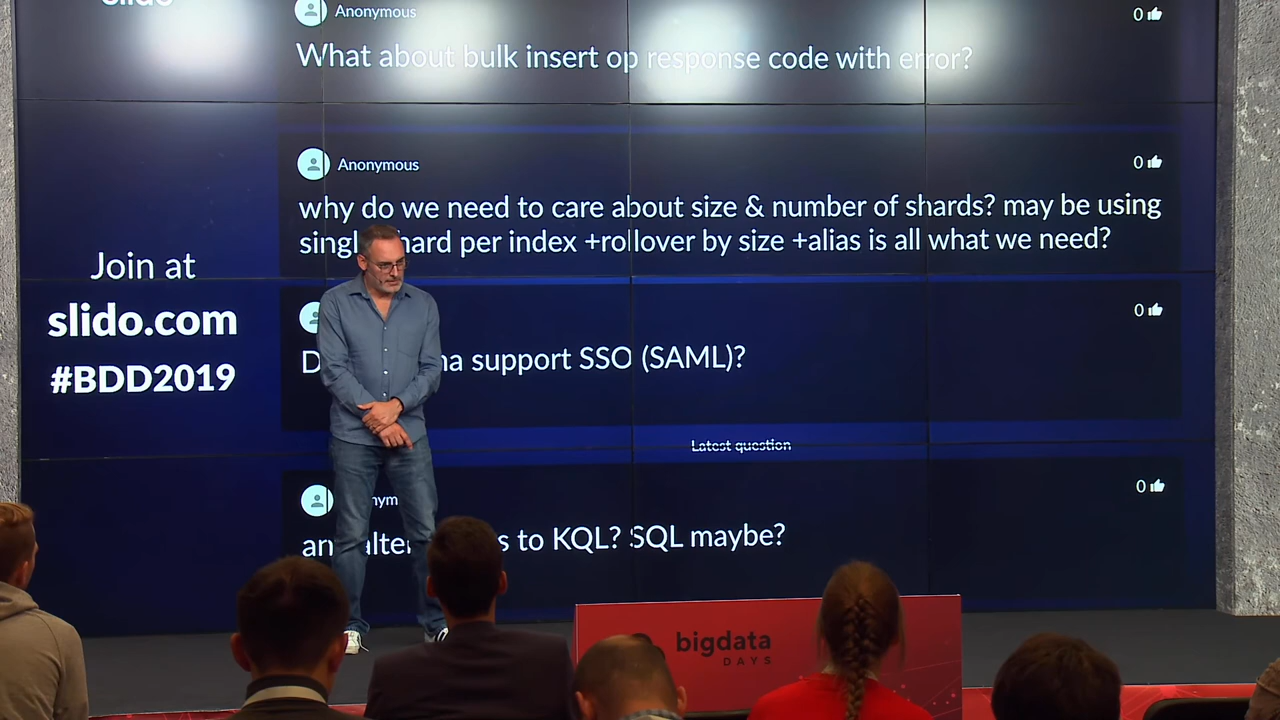 slido
Anonymous
0
What about bulk insert op response code with error?
Anonymous
0
why do we need to care about size & number of shards? may be using
per index +rollover by size +alias is all what we need?
Join at
slido.com
#BDD2019
0
support SSO (SAML)?
Latest question
0
to KQL? SQL maybe?
bigdata
DAYS